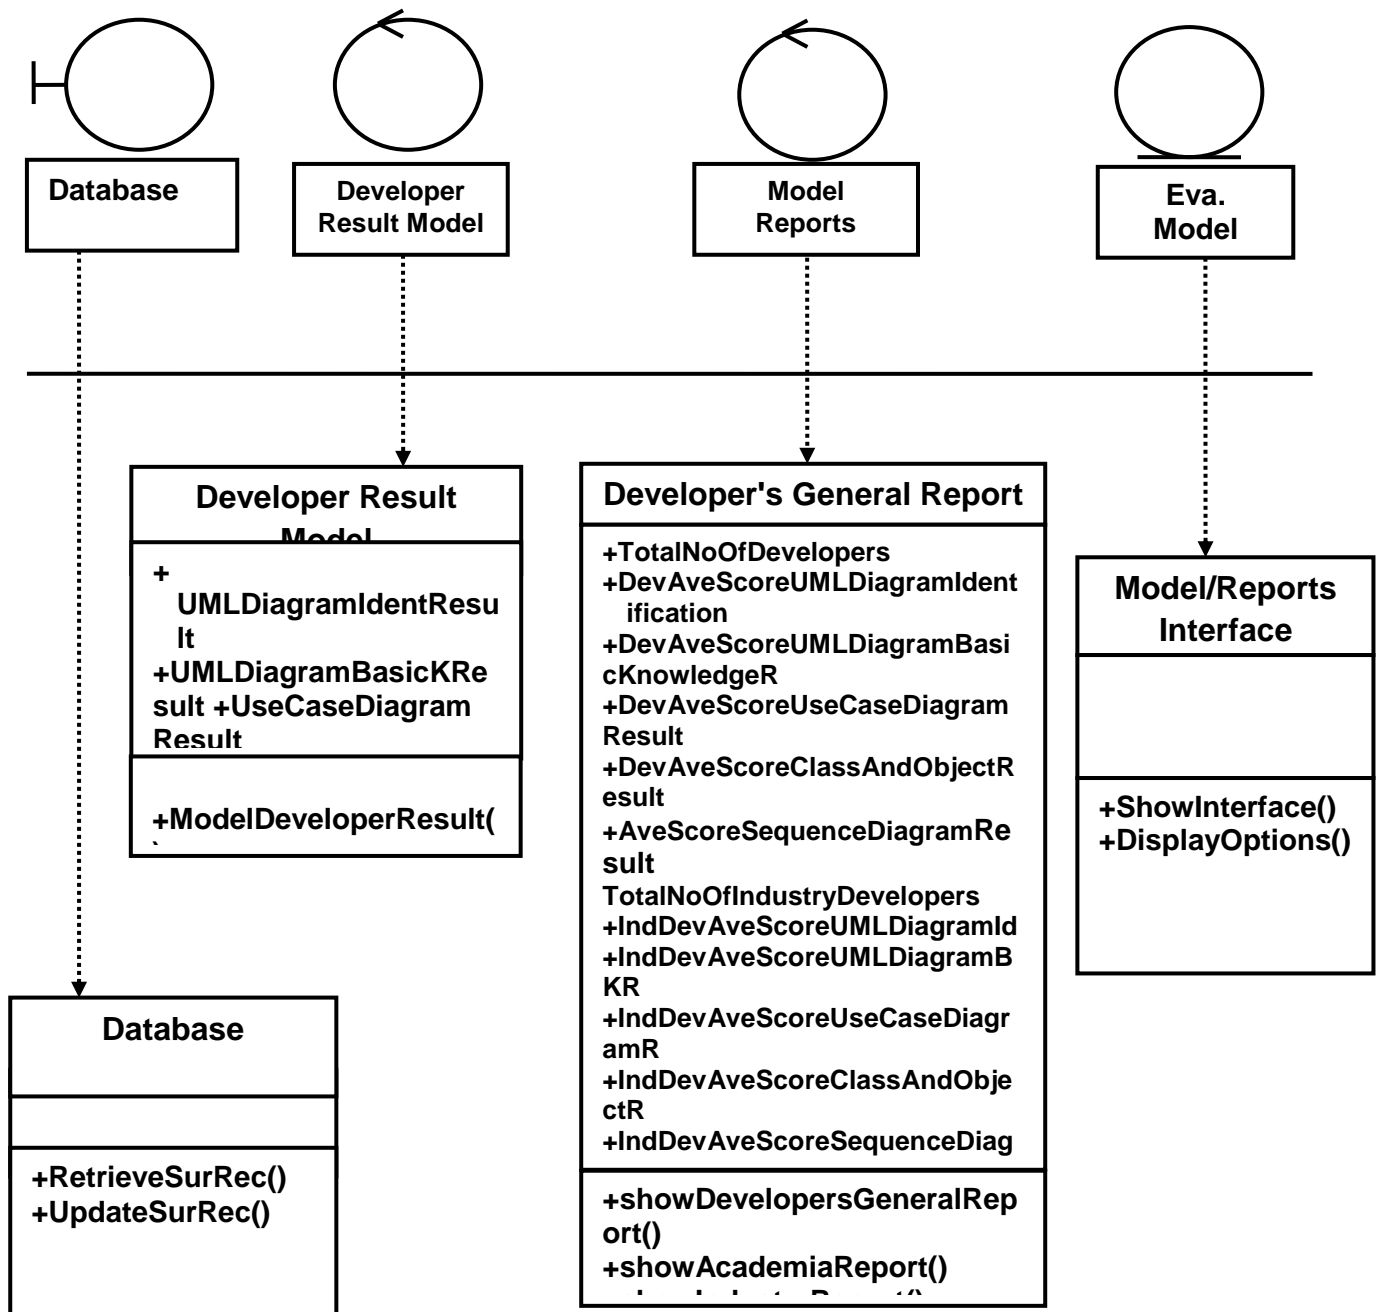 Database
Developer
Result Model
Model
Reports
Eva.
Model
Developer Result
Model
+
UMLDiagramIdentResu
lt
+UMLDiagramBasicKRe
sult +UseCaseDiagram
Result
+ModelDeveloperResult(
Developer's General Report
+TotalNoOfDevelopers
+DevAveScoreUMLDiagramIdent
ification
+DevAveScoreUMLDiagramBasi
cKnowledgeR
+DevAveScoreUseCaseDiagram
Result
+DevAveScoreClassAndObjectR
esult
+AveScoreSequenceDiagramRe
sult
TotalNoOfIndustryDevelopers
+IndDevAveScoreUMLDiagramId
+IndDevAveScoreUMLDiagramB
KR
+IndDevAveScoreUseCaseDiagr
amR
+IndDevAveScoreClassAndObje
ctR
+IndDevAveScoreSequenceDiag
+showDevelopersGeneralRep
ort()
+showAcademiaReport()
Model/Reports
Interface
+ShowInterface()
+DisplayOptions()
Database
+RetrieveSurRec()
+UpdateSurRec()